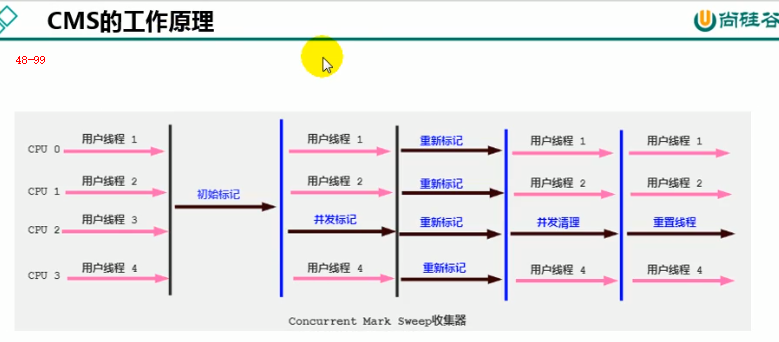 CMS的工作原理
尚硅谷
48-99
CPU 0 用户线程 1 用户线程 1 重新标记 用户线程 1 用户线程 1
CPU 1 用户线程 2 初始标记 用户线程 2 重新标记 用户线程 2 用户线程 2
CPU 2 用户线程 3 并发标记 重新标记 并发清理 重置线程
CPU 3 用户线程 4 用户线程 4 重新标记 用户线程 4 用户线程 4
Concurrent Mark Sweep收集器